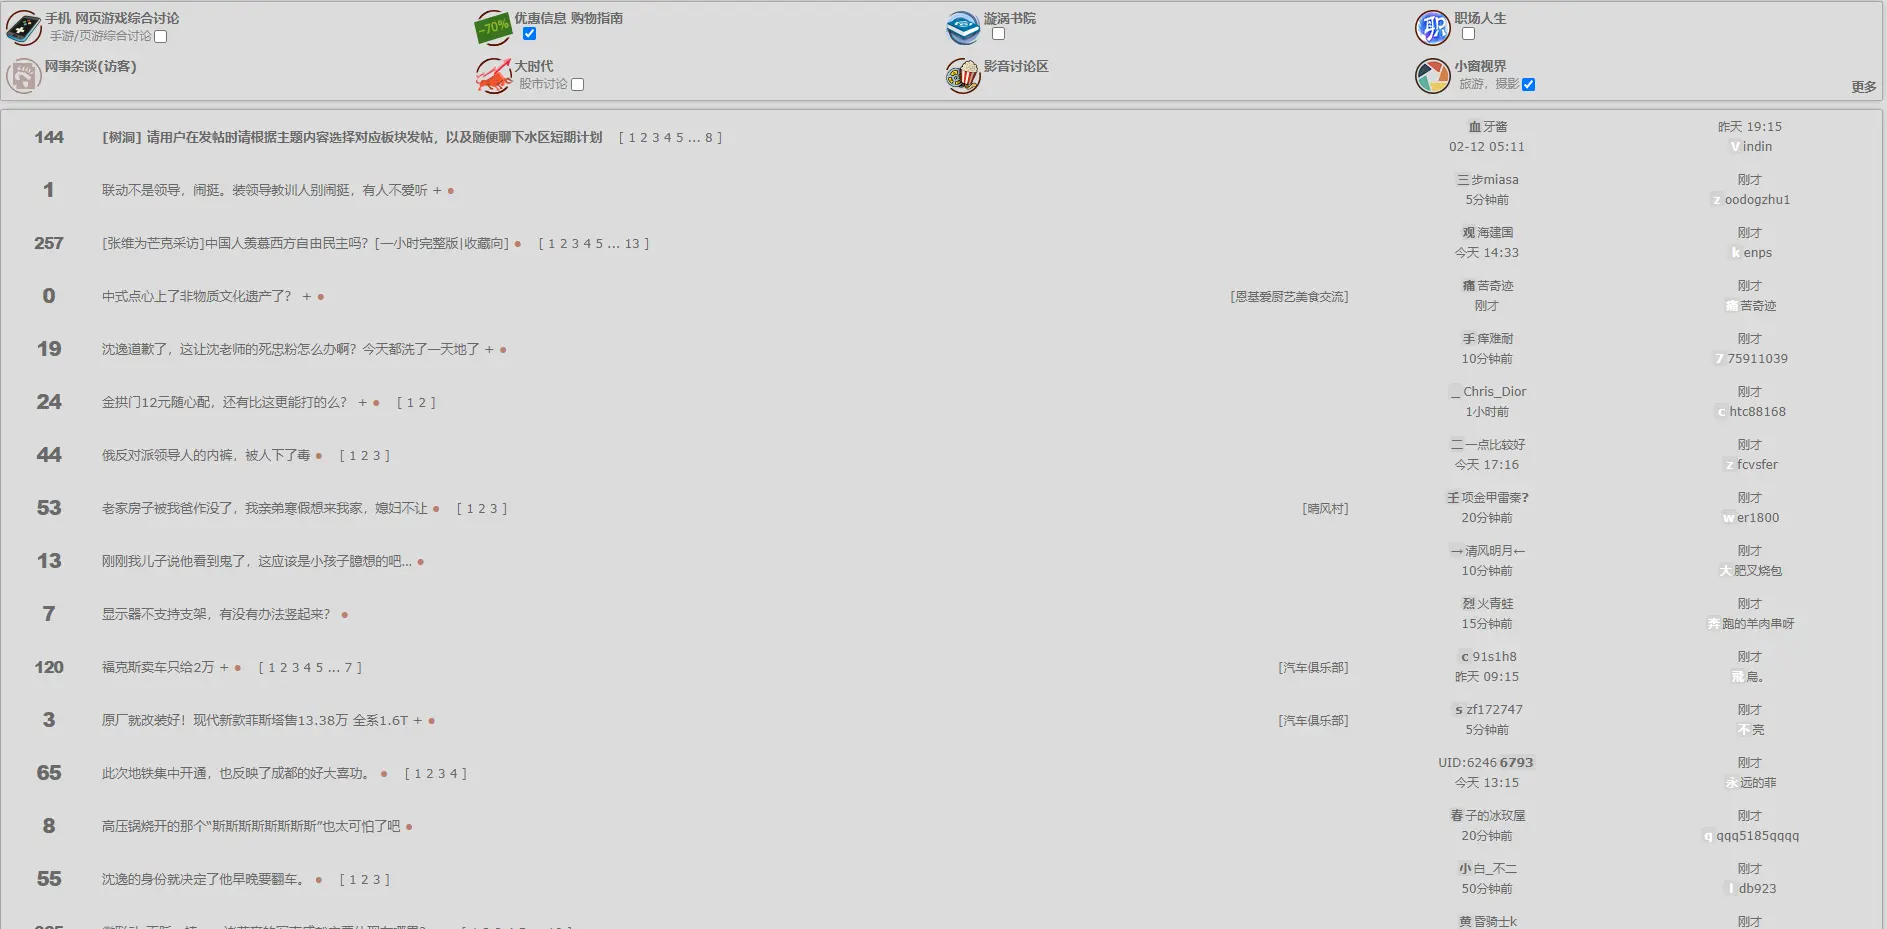 手机 网页游戏综合讨论
手游/页游综合讨论
优惠信息 购物指南
-70%
漩涡书院
职场人生
职
网事杂谈(访客)
大时代
股市讨论
影音讨论区
小窗视界
旅游，摄影
更多
144 [树洞] 请用户在发帖时请根据主题内容选择对应板块发帖，以及随便聊下水区短期计划 [ 1 2 3 4 5 ... 8 ] 血牙酱 昨天 19:15
02-12 05:11 Vindin
1 联动不是领导，闹挺。装领导教训人别闹挺，有人不爱听 + 三步miasa 刚才
5分钟前 zoodogzhu1
257 [张维为芒克采访]中国人羡慕西方自由民主吗？[一小时完整版|收藏向] [ 1 2 3 4 5 ... 13 ] 观海建国 刚才
今天 14:33 kenps
0 中式点心上了非物质文化遗产了？ + [恩基爱厨艺美食交流] 痛苦奇迹 刚才
刚才 痛苦奇迹
19 沈逸道歉了，这让沈老师的死忠粉怎么办啊？今天都洗了一天地了 + 手痒难耐 刚才
10分钟前 775911039
24 金拱门12元随心配，还有比这更能打的么？ + [ 1 2 ] _Chris_Dior 刚才
1小时前 chtc88168
44 俄反对派领导人的内裤，被人下了毒 [ 1 2 3 ] 二一点比较好 刚才
今天 17:16 zfcvsfer
53 老家房子被我爸作没了，我亲弟寒假想来我家，媳妇不让 [ 1 2 3 ] [晴风村] 壬项金甲雷案? 刚才
20分钟前 wer1800
13 刚刚我儿子说他看到鬼了，这应该是小孩子臆想的吧... →清风明月← 刚才
10分钟前 大肥叉烧包
7 显示器不支持支架，有没有办法竖起来？ 烈火青蛙 刚才
15分钟前 奔跑的羊肉串呀
120 福克斯卖车只给2万 + [ 1 2 3 4 5 ... 7 ] [汽车俱乐部] c91s1h8 刚才
昨天 09:15 飛鳥。
3 原厂就改装好！现代新款菲斯塔售13.38万 全系1.6T + [汽车俱乐部] szf172747 刚才
5分钟前 不亮
65 此次地铁集中开通，也反映了成都的好大喜功。 [ 1 2 3 4 ] UID:62466793 刚才
今天 13:15 永远的菲
8 高压锅烧开的那个“斯斯斯斯斯斯斯斯”也太可怕了吧 春子的冰玫屋 刚才
20分钟前 qqqq5185qqqq
55 沈逸的身份就决定了他早晚要翻车。 [ 1 2 3 ] 小白_不二 刚才
50分钟前 ldb923
黄昏骑士k 刚才